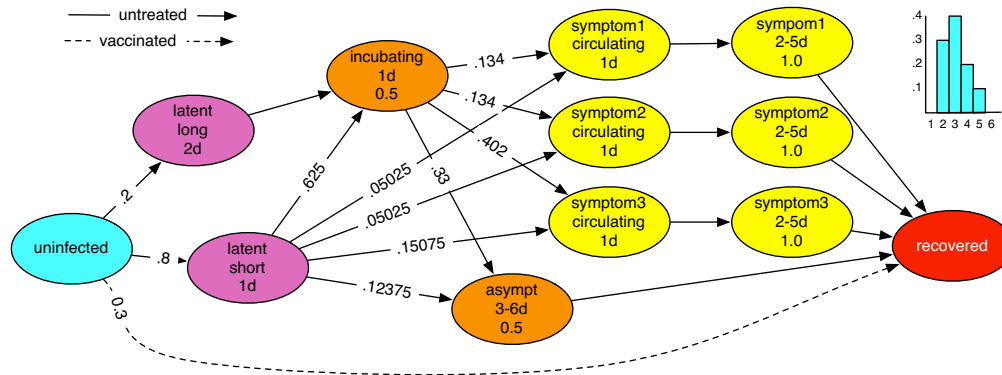 untreated
vaccinated
uninfected
.2
.8
0.3
latent
long
2d
latent
short
1d
incubating
1d
0.5
.625
.05025
.05025
.15075
.12375
.134
.134
.402
.33
symptom1
circulating
1d
symptom2
circulating
1d
symptom3
circulating
1d
asympt
3-6d
0.5
sympom1
2-5d
1.0
symptom2
2-5d
1.0
symptom3
2-5d
1.0
recovered
.4
.3
.2
.1
1 2 3 4 5 6